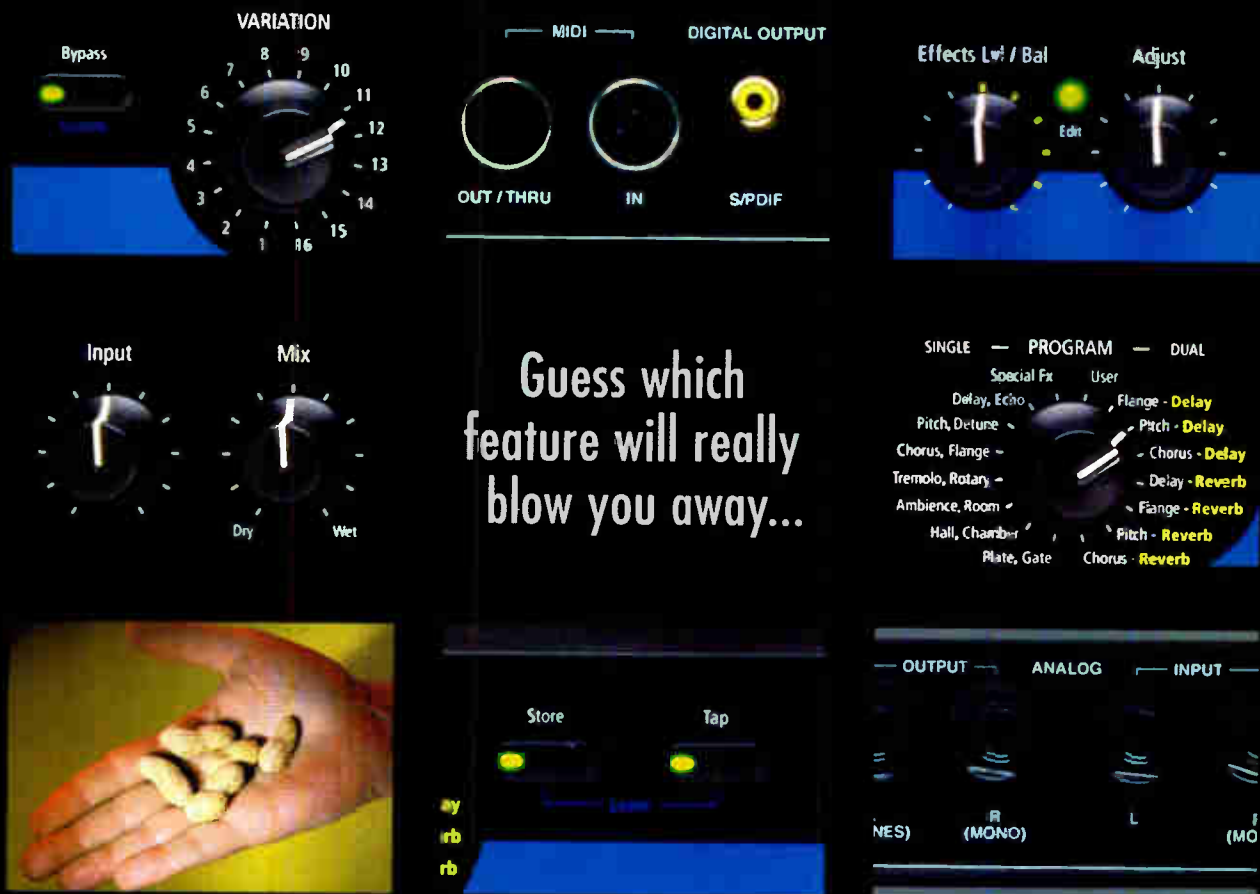 VARIATION
Bypass
8 9
7 10
6 11
5 12
4 13
3 14
2 15
1 16
MIDI
DIGITAL OUTPUT
OUT / THRU
IN
S/PDIF
Effects Lvl / Bal
Adjust
Edit
Input
Mix
Dry
Wet
Guess which
feature will really
blow you away...
SINGLE — PROGRAM — DUAL
Special Fx User
Delay, Echo Flange - Delay
Pitch, Detune Pitch - Delay
Chorus, Flange Chorus - Delay
Tremolo, Rotary Delay - Reverb
Ambience, Room Flange - Reverb
Hall, Chamber Pitch - Reverb
Plate, Gate Chorus - Reverb
Store
Tap
ay
rb
rb
OUTPUT
ANALOG
INPUT
NES)
R
(MONO)
L
(MO